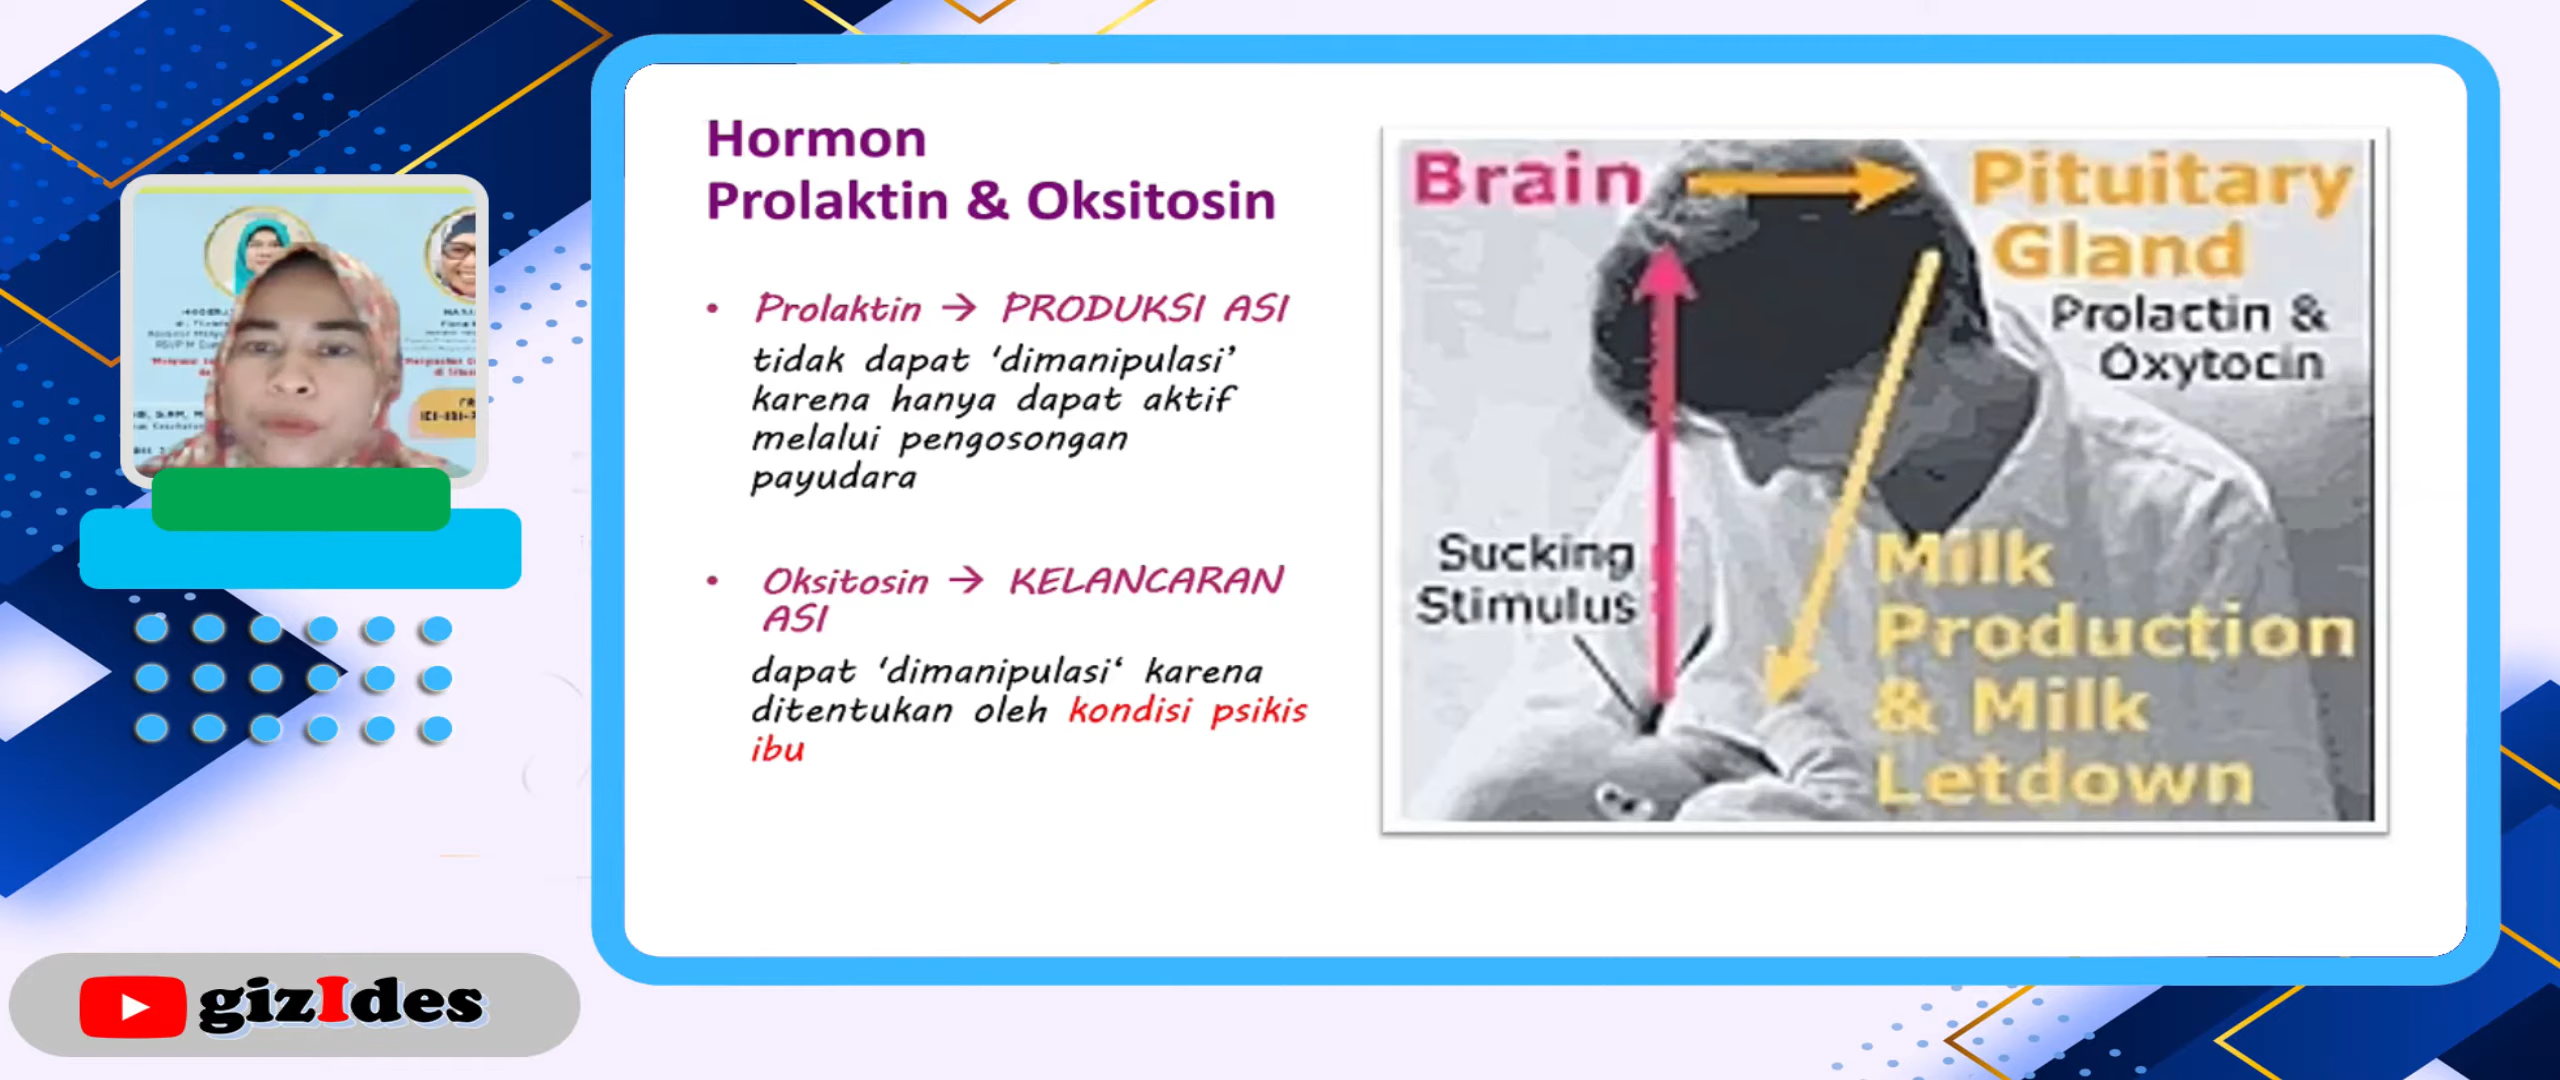 Hormon
Prolaktin & Oksitosin
• Prolaktin → PRODUKSI ASI
tidak dapat ‘dimanipulasi’
karena hanya dapat aktif
melalui pengosongan
payudara
• Oksitosin → KELANCARAN
ASI
dapat ‘dimanipulasi‘ karena
ditentukan oleh kondisi psikis
ibu
Brain
Pituitary
Gland
Prolactin &
Oxytocin
Sucking
Stimulus
Milk
Production
& Milk
Letdown
gizIdes